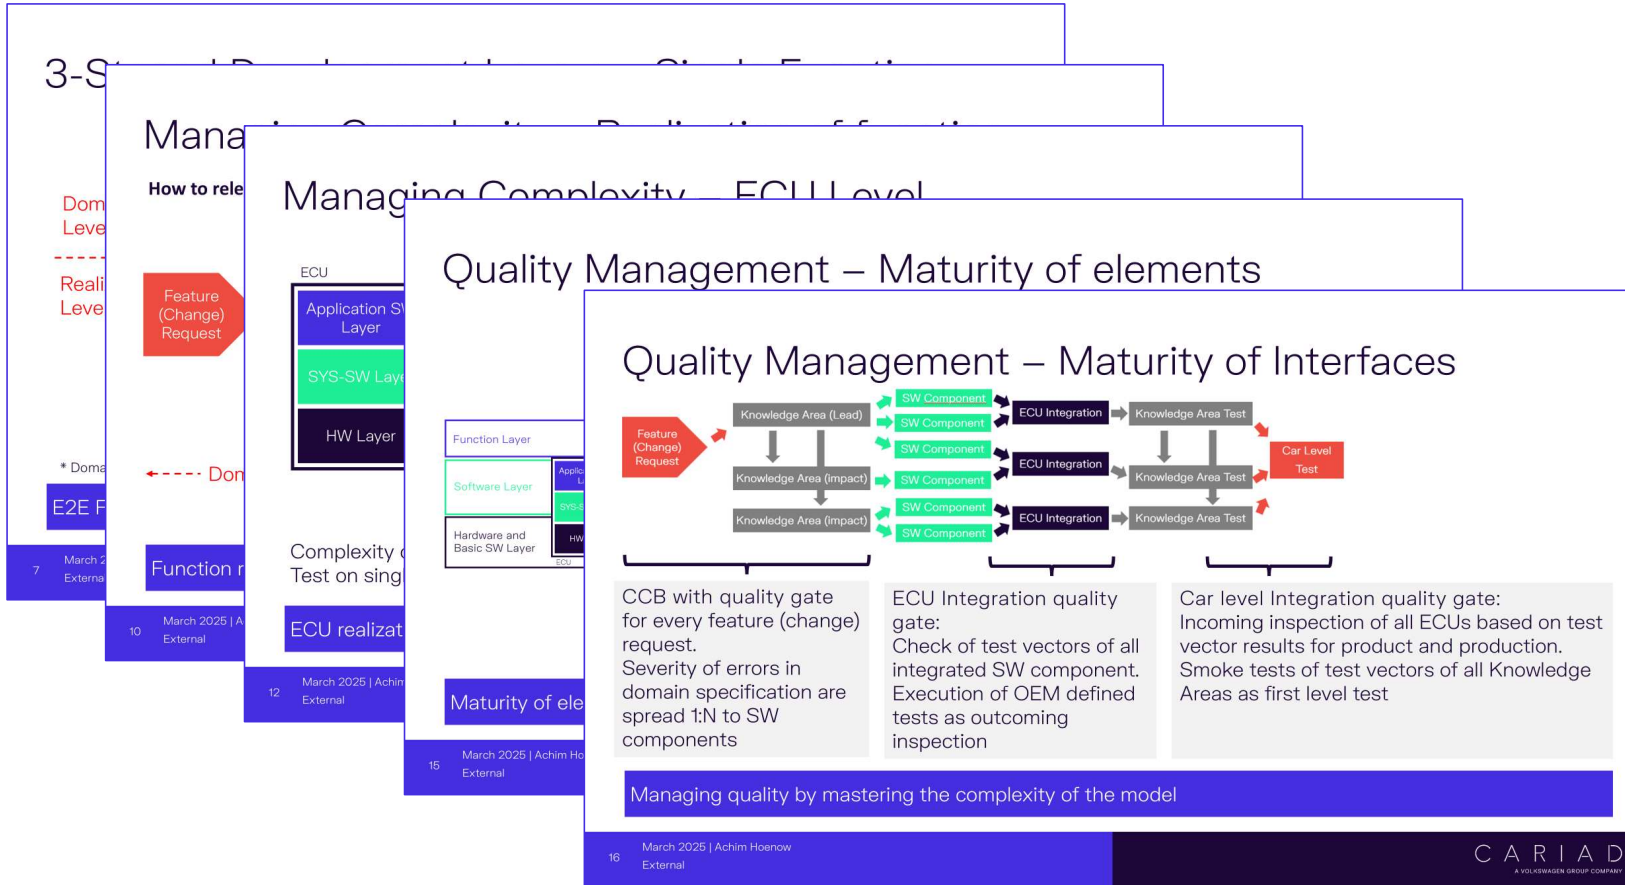 3-S
Mana
How to rele
Dom
Leve
Reali
Leve
Feature
(Change)
Request
* Doma
Don
E2E F
Function r
7
March 2
Externa
10
March 2025 | A
External
Managing Complexity – ECU Level
ECU
Application SW
Layer
SYS-SW Laye
HW Layer
Complexity
Test on sing
ECU realizat
12
March 2025 | Achim
External
Quality Management – Maturity of elements
Function Layer
Software Layer
Hardware and
Basic SW Layer
Applic
SYS-S
HW
ECU
Maturity of ele
15
March 2025 | Achim Ho
External
Quality Management – Maturity of Interfaces
Feature
(Change)
Request
Knowledge Area (Lead)
Knowledge Area (impact)
Knowledge Area (impact)
SW Component
SW Component
SW Component
SW Component
SW Component
SW Component
ECU Integration
ECU Integration
ECU Integration
Knowledge Area Test
Knowledge Area Test
Knowledge Area Test
Car Level
Test
CCB with quality gate
for every feature (change)
request.
Severity of errors in
domain specification are
spread 1:N to SW
components
ECU Integration quality
gate:
Check of test vectors of all
integrated SW component.
Execution of OEM defined
tests as outcoming
inspection
Car level Integration quality gate:
Incoming inspection of all ECUs based on test
vector results for product and production.
Smoke tests of test vectors of all Knowledge
Areas as first level test
Managing quality by mastering the complexity of the model
16
March 2025 | Achim Hoenow
External
CARIAD
A VOLKSWAGEN GROUP COMPANY